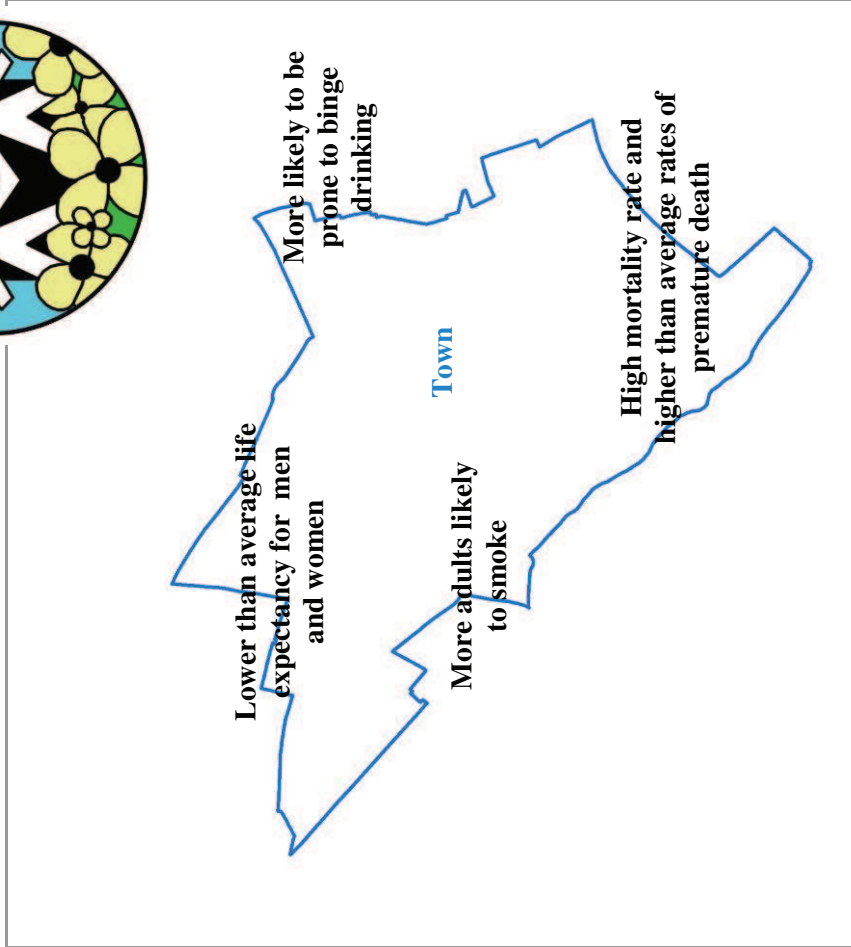 Lower than average life
expectancy for men
and women
More likely to be
prone to binge
drinking
Town
More adults likely
to smoke
High mortality rate and
higher than average rates of
premature death